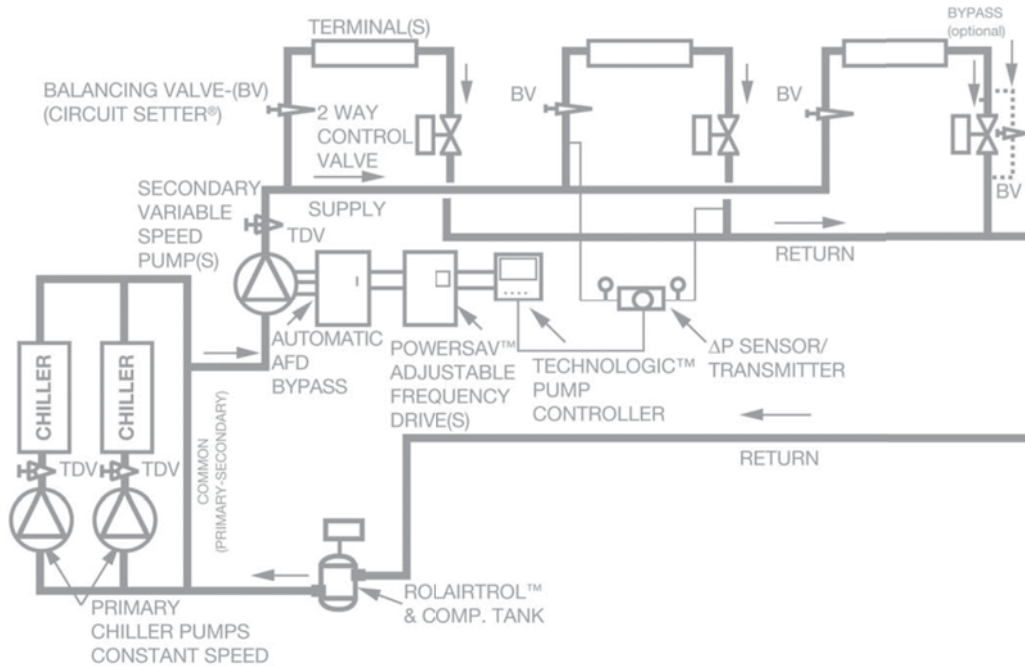 TERMINAL(S)
BYPASS
(optional)
BALANCING VALVE-(BV)
(CIRCUIT SETTER®)
2 WAY
CONTROL
VALVE
BV
BV
BV
SECONDARY
VARIABLE
SPEED
PUMP(S)
TDV
SUPPLY
RETURN
AUTOMATIC
AFD
BYPASS
POWERSAV™
ADJUSTABLE
FREQUENCY
DRIVE(S)
TECHNOLOGIC™
PUMP
CONTROLLER
ΔP SENSOR/
TRANSMITTER
CHILLER
CHILLER
TDV
TDV
COMMON
(PRIMARY-SECONDARY)
RETURN
ROLAIRTROL™
& COMP. TANK
PRIMARY
CHILLER PUMPS
CONSTANT SPEED